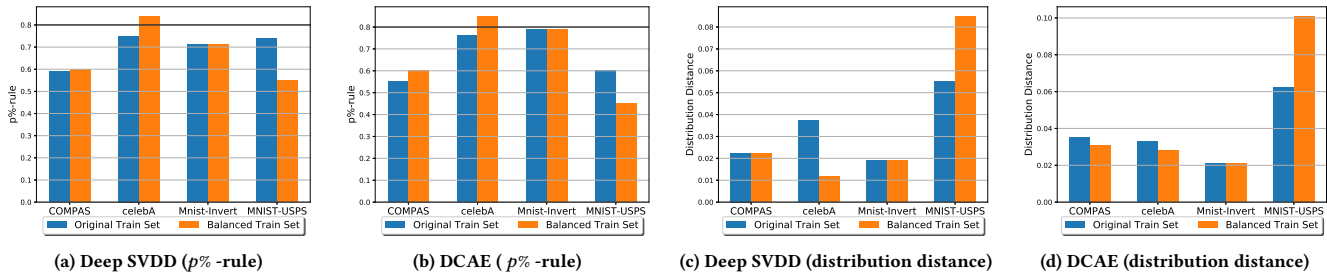 p%-rule
0.8
0.7
0.6
0.5
0.4
0.3
0.2
0.1
0.0
COMPAS celebA Mnist-Invert MNIST-USPS
Original Train Set Balanced Train Set
(a) Deep SVDD (p% -rule)
p%-rule
0.8
0.7
0.6
0.5
0.4
0.3
0.2
0.1
0.0
COMPAS celebA Mnist-Invert MNIST-USPS
Original Train Set Balanced Train Set
(b) DCAE ( p% -rule)
Distribution Distance
0.08
0.07
0.06
0.05
0.04
0.03
0.02
0.01
0.00
COMPAS celebA Mnist-Invert MNIST-USPS
Original Train Set Balanced Train Set
(c) Deep SVDD (distribution distance)
Distribution Distance
0.10
0.08
0.06
0.04
0.02
0.00
COMPAS celebA Mnist-Invert MNIST-USPS
Original Train Set Balanced Train Set
(d) DCAE (distribution distance)